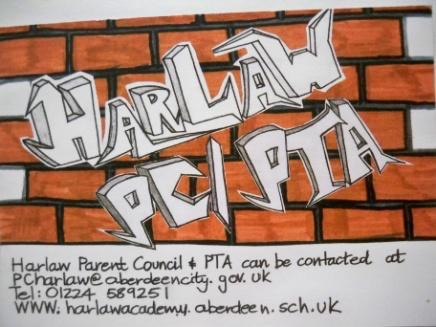 HARLAW
PC/PTA
Harlaw Parent Council & PTA can be contacted at
PCharlaw@aberdeencity.gov.uk
Tel: 01224 589251
WWW.harlawacademy.aberdeen.sch.uk